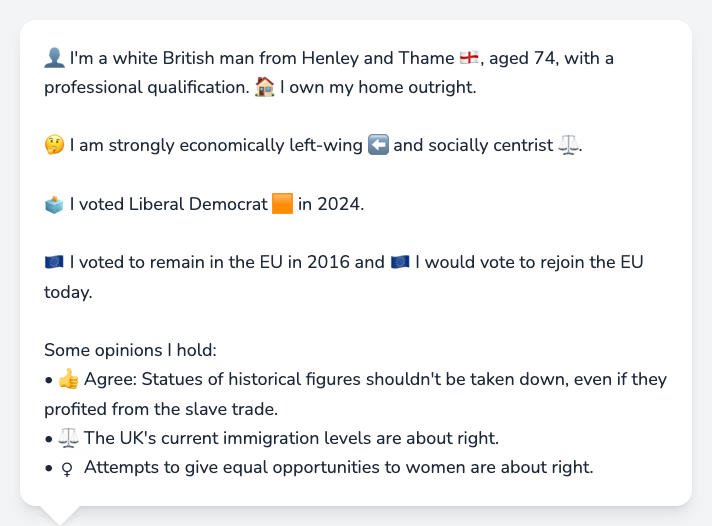 👤 I'm a white British man from Henley and Thame 🏴󠁧󠁢󠁥󠁮󠁧󠁿, aged 74, with a
professional qualification. 🏠 I own my home outright.
🤔 I am strongly economically left-wing ⬅️ and socially centrist ⚖️.
🗳️ I voted Liberal Democrat 🟧 in 2024.
🇪🇺 I voted to remain in the EU in 2016 and 🇪🇺 I would vote to rejoin the EU
today.
Some opinions I hold:
• 👍 Agree: Statues of historical figures shouldn't be taken down, even if they
profited from the slave trade.
• ⚖️ The UK's current immigration levels are about right.
• ♀ Attempts to give equal opportunities to women are about right.